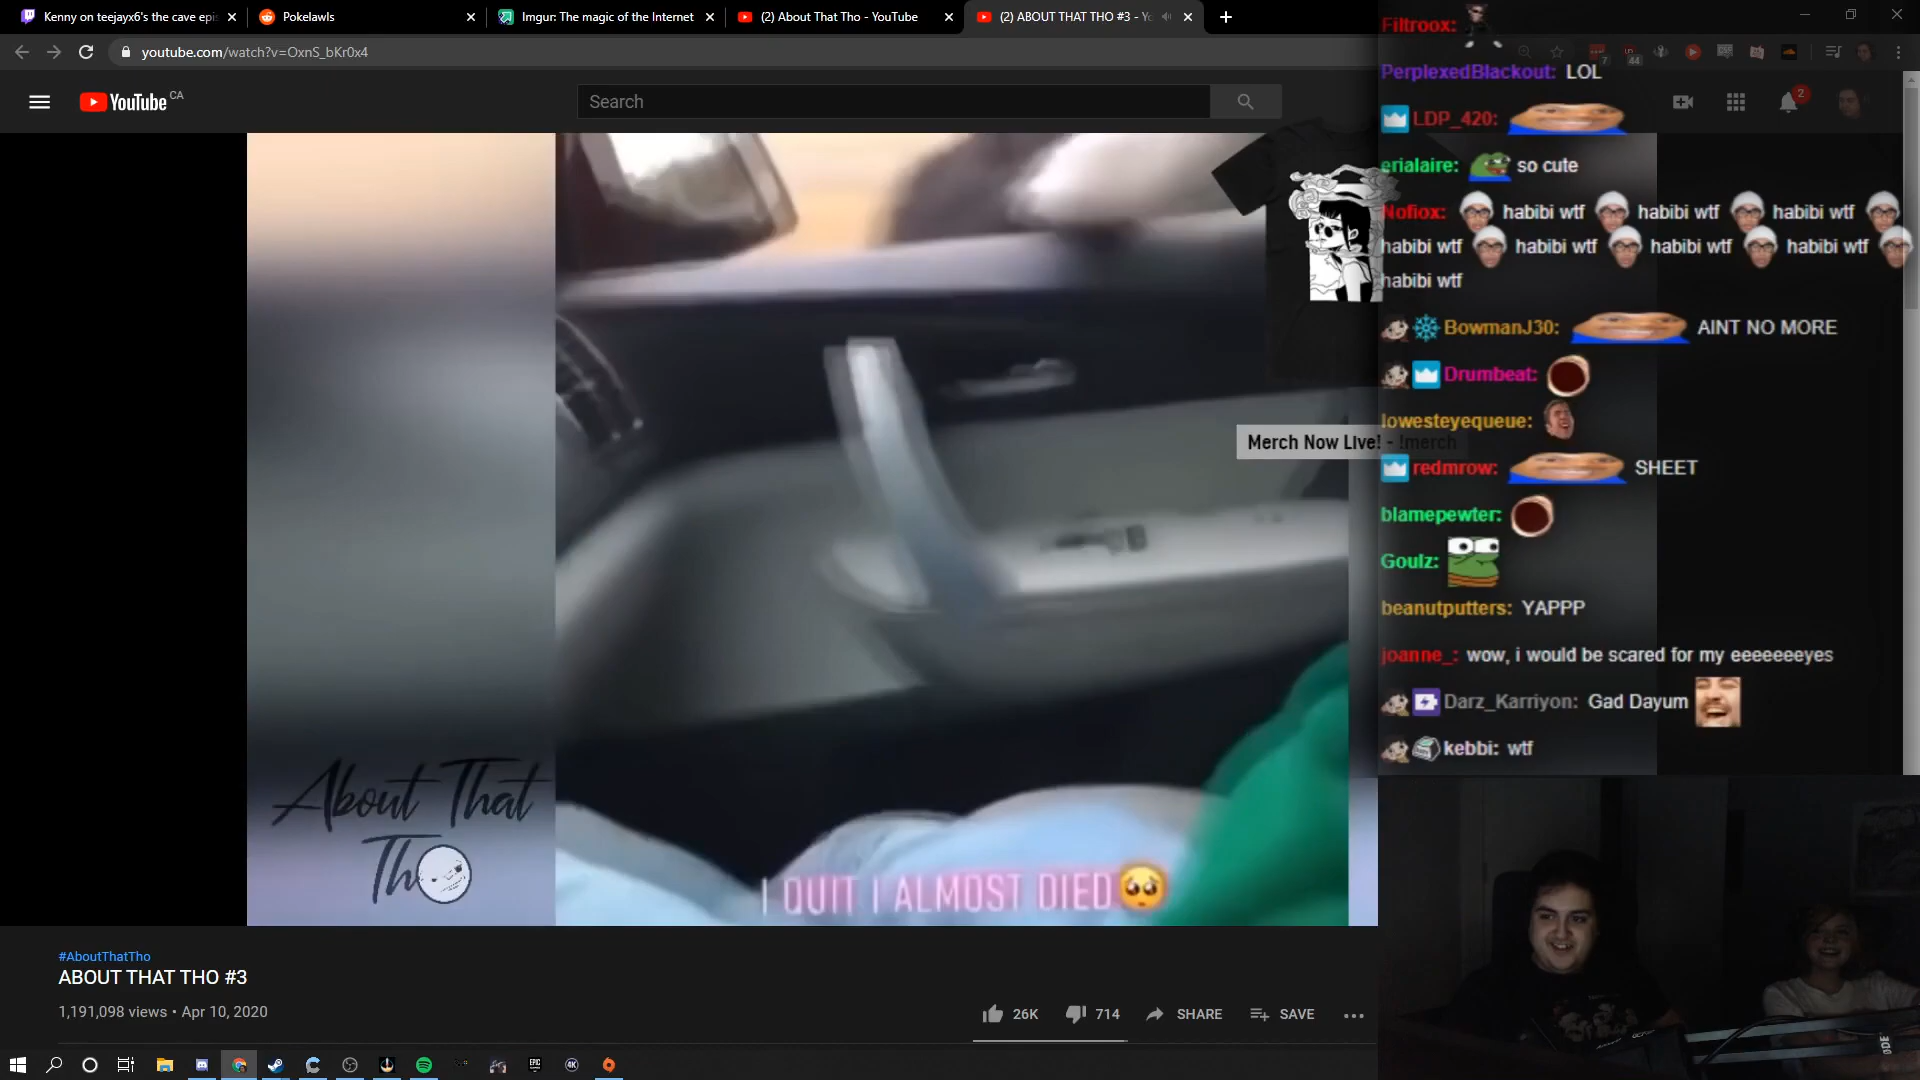 Kenny on teejayx6's the cave epi
Pokelawls
Imgur: The magic of the Internet
(2) About That Tho - YouTube
(2) ABOUT THAT THO #3 - Yo
youtube.com/watch?v=OxnS_bKr0x4
7
44
YouTube CA
Search
2
Filtroox:
PerplexedBlackout: LOL
LDP_420:
erialaire: so cute
Nofiox: habibi wtf habibi wtf habibi wtf
habibi wtf habibi wtf habibi wtf habibi wtf
habibi wtf
BowmanJ30: AINT NO MORE
Drumbeat:
lowesteyequeue:
Merch Now Live! - !merch
redmrow: SHEET
blamepewter:
Goulz:
beanutputters: YAPPP
joanne_: wow, i would be scared for my eeeeeeeyes
Darz_Karriyon: Gad Dayum
kebbi: wtf
About That
Tho
I QUIT I ALMOST DIED
#AboutThatTho
ABOUT THAT THO #3
1,191,098 views • Apr 10, 2020
26K
714
SHARE
SAVE
EPIC
4K